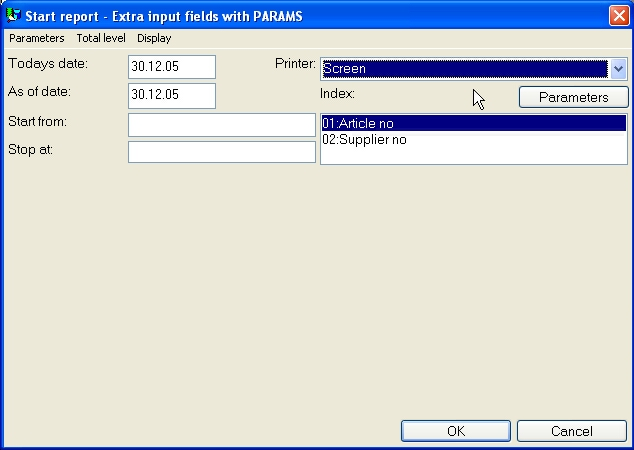 Start report - Extra input fields with PARAMS
Parameters Total level Display
Todays date: 30.12.05 Printer: Screen
As of date: 30.12.05 Index: Parameters
Start from: 01:Article no
02:Supplier no
Stop at:
OK Cancel